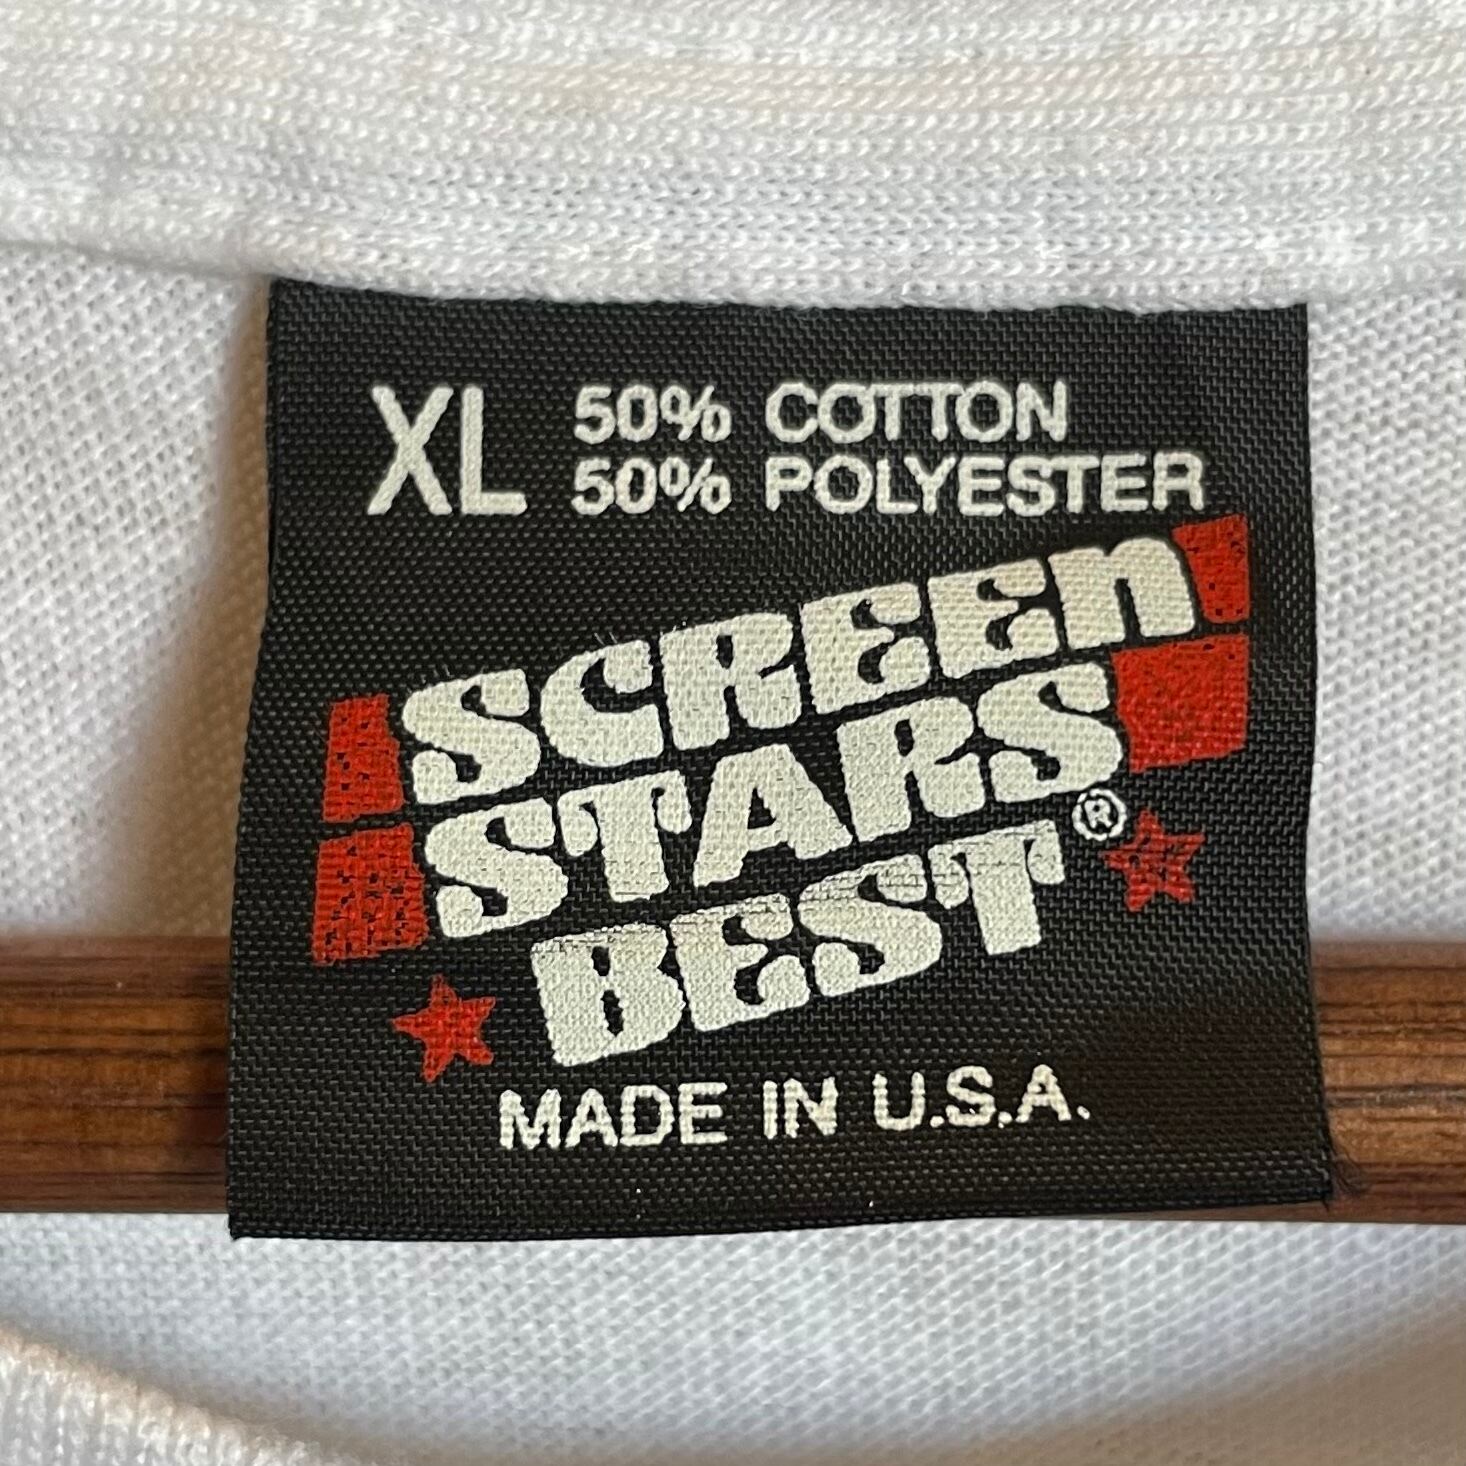 XL 50% COTTON
50% POLYESTER
SCREEn
STARS
BEST®
MADE IN U.S.A.